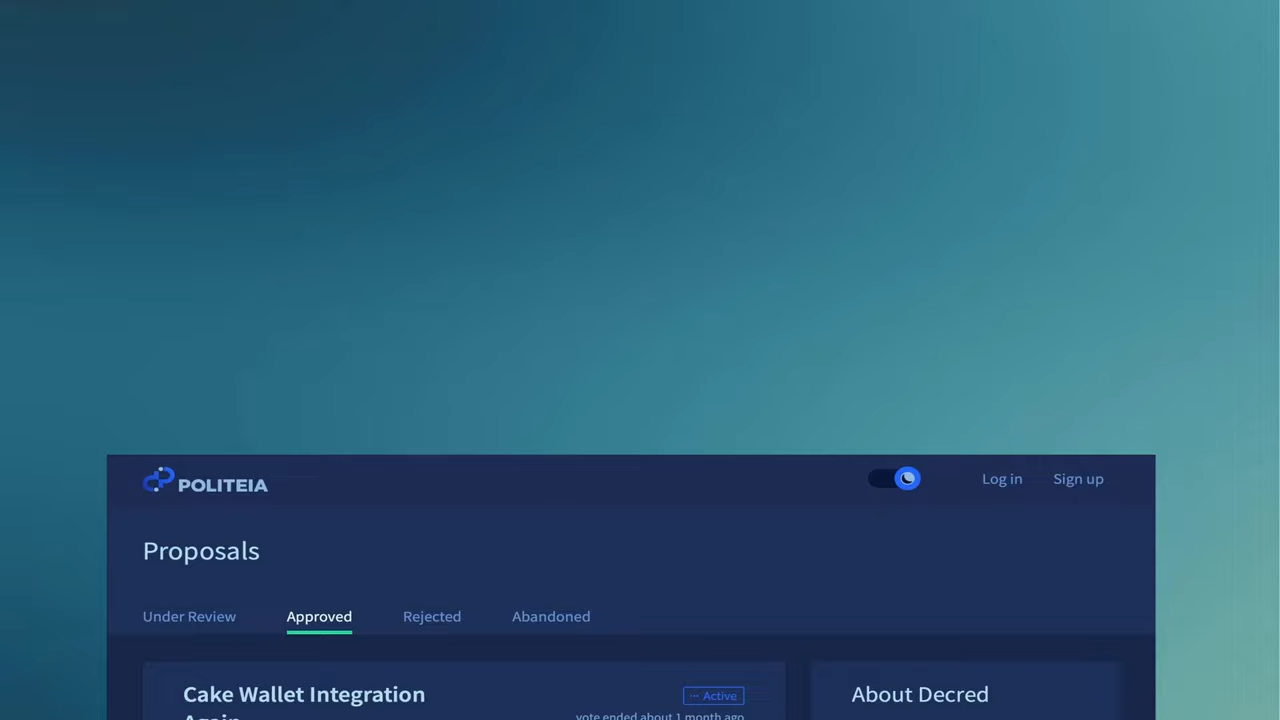 POLITEIA
Log in Sign up
Proposals
Under Review Approved Rejected Abandoned
Cake Wallet Integration
Again
Active
vote ended about 1 month ago
About Decred